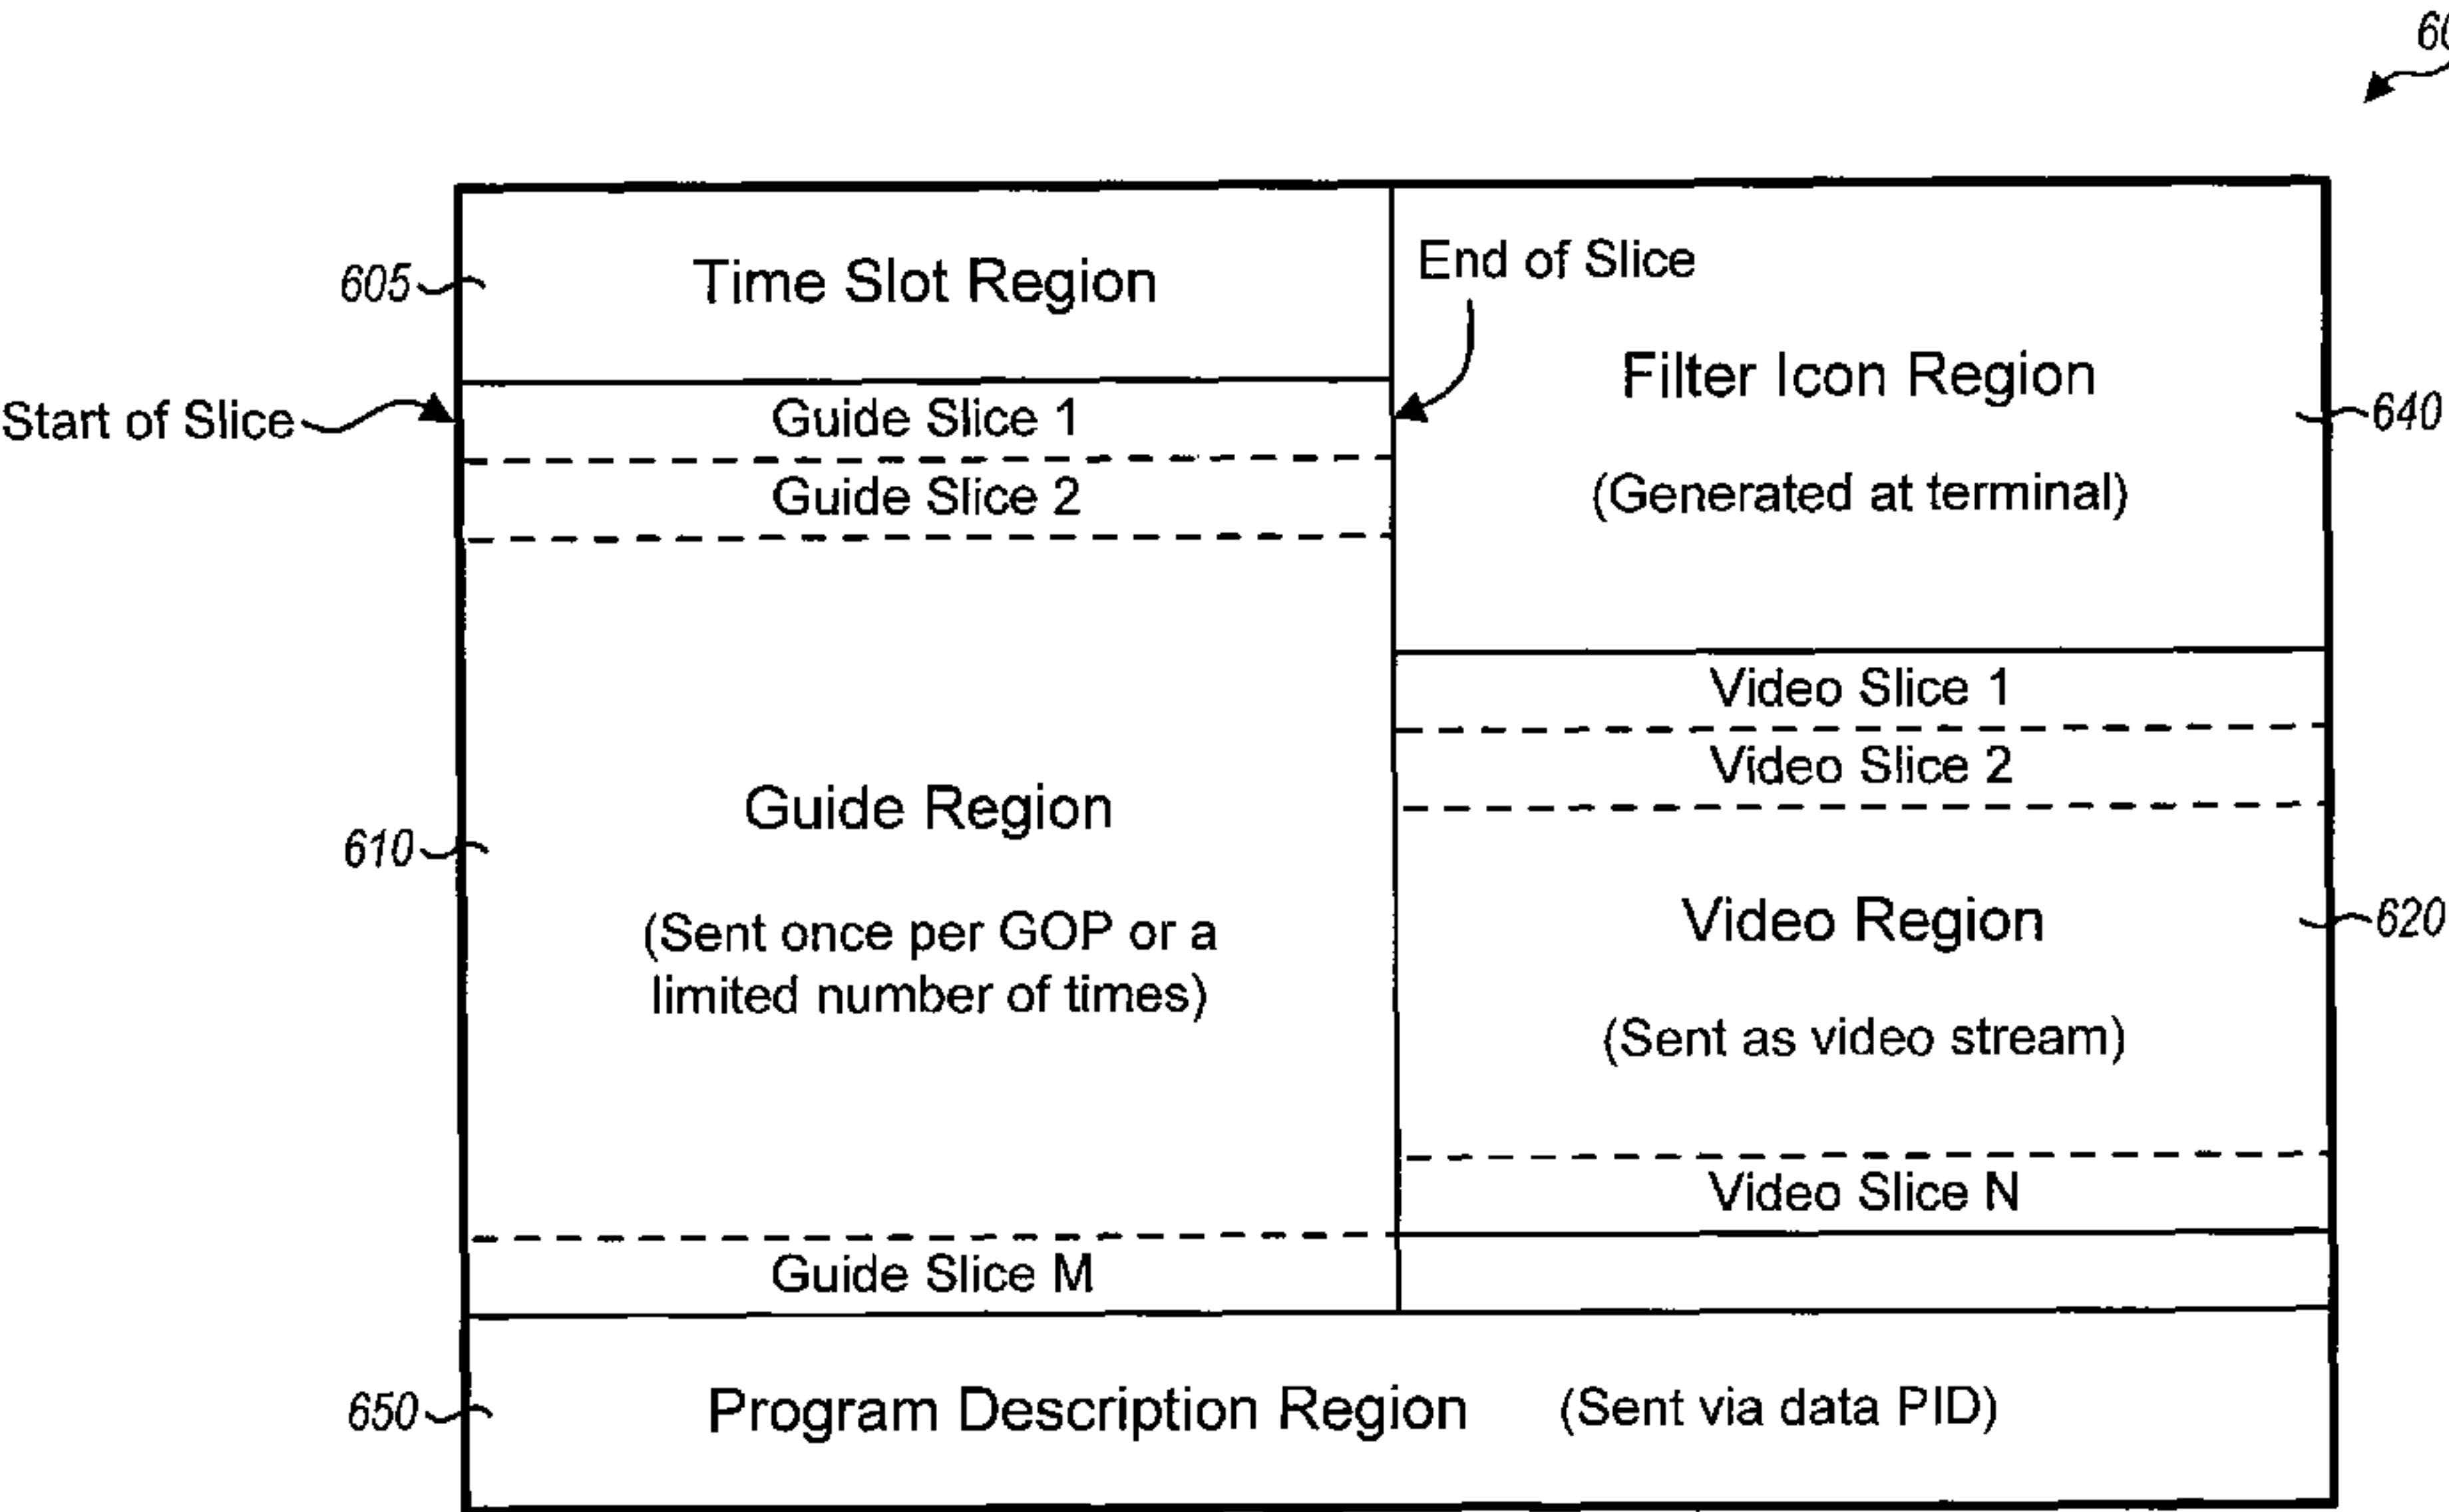 605
Time Slot Region
End of Slice
Filter Icon Region
(Generated at terminal)
640
Start of Slice
Guide Slice 1
Guide Slice 2
Video Slice 1
Video Slice 2
Guide Region
(Sent once per GOP or a
limited number of times)
610
Video Region
(Sent as video stream)
620
Video Slice N
Guide Slice M
650
Program Description Region (Sent via data PID)